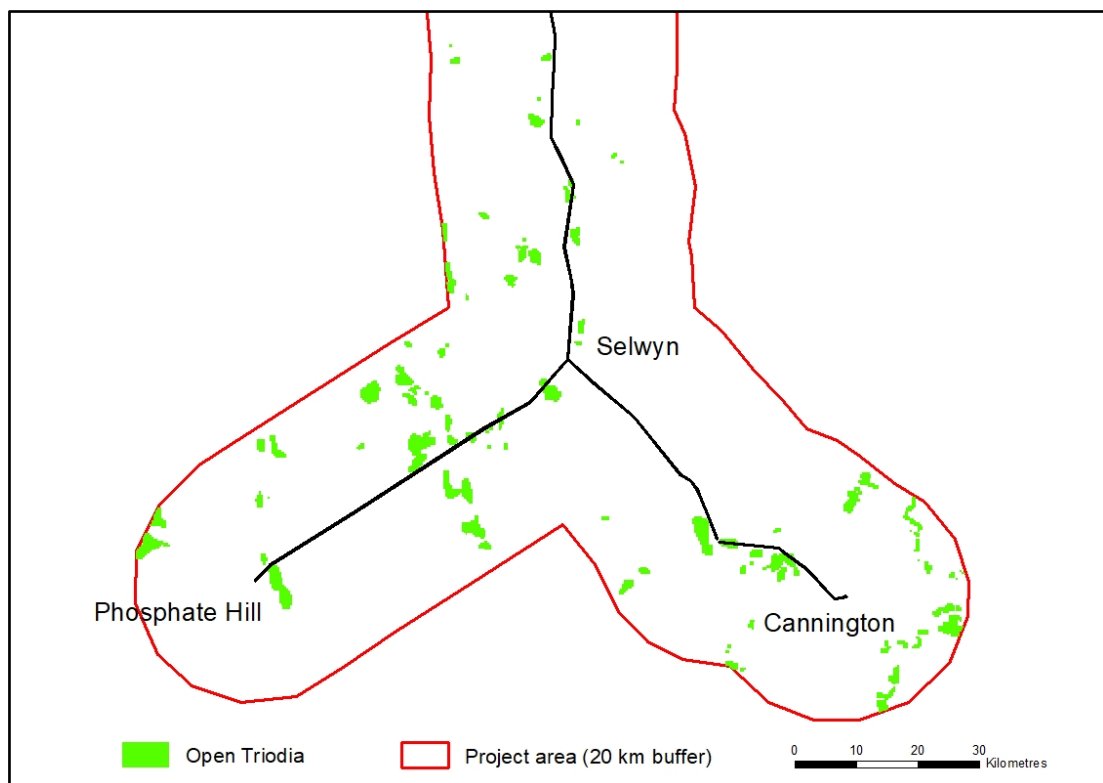 Selwyn
Phosphate Hill
Cannington
Open Triodia
Project area (20 km buffer)
0 10 20 30
Kilometres